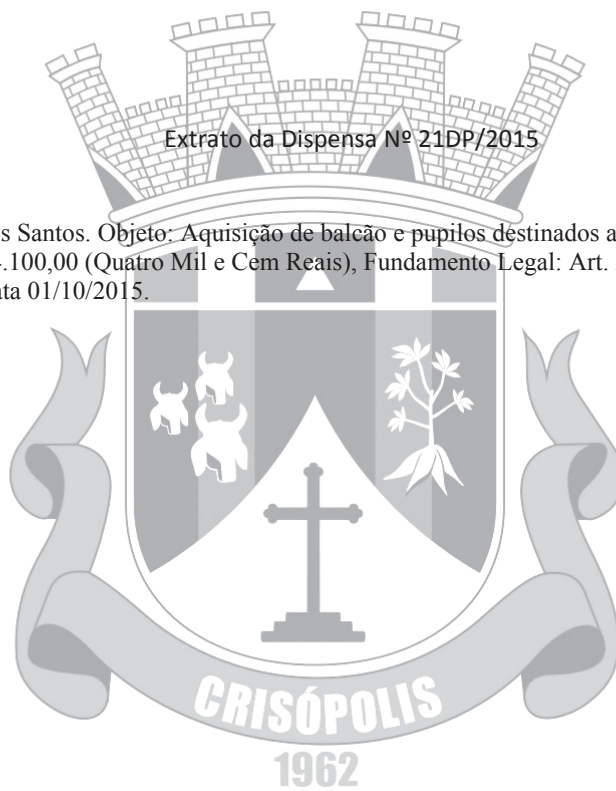 Extrato da Dispensa Nº 21DP/2015
s Santos. Objeto: Aquisição de balcão e pupilos destinados a
.100,00 (Quatro Mil e Cem Reais), Fundamento Legal: Art.
ata 01/10/2015.
CRISÓPOLIS
1962